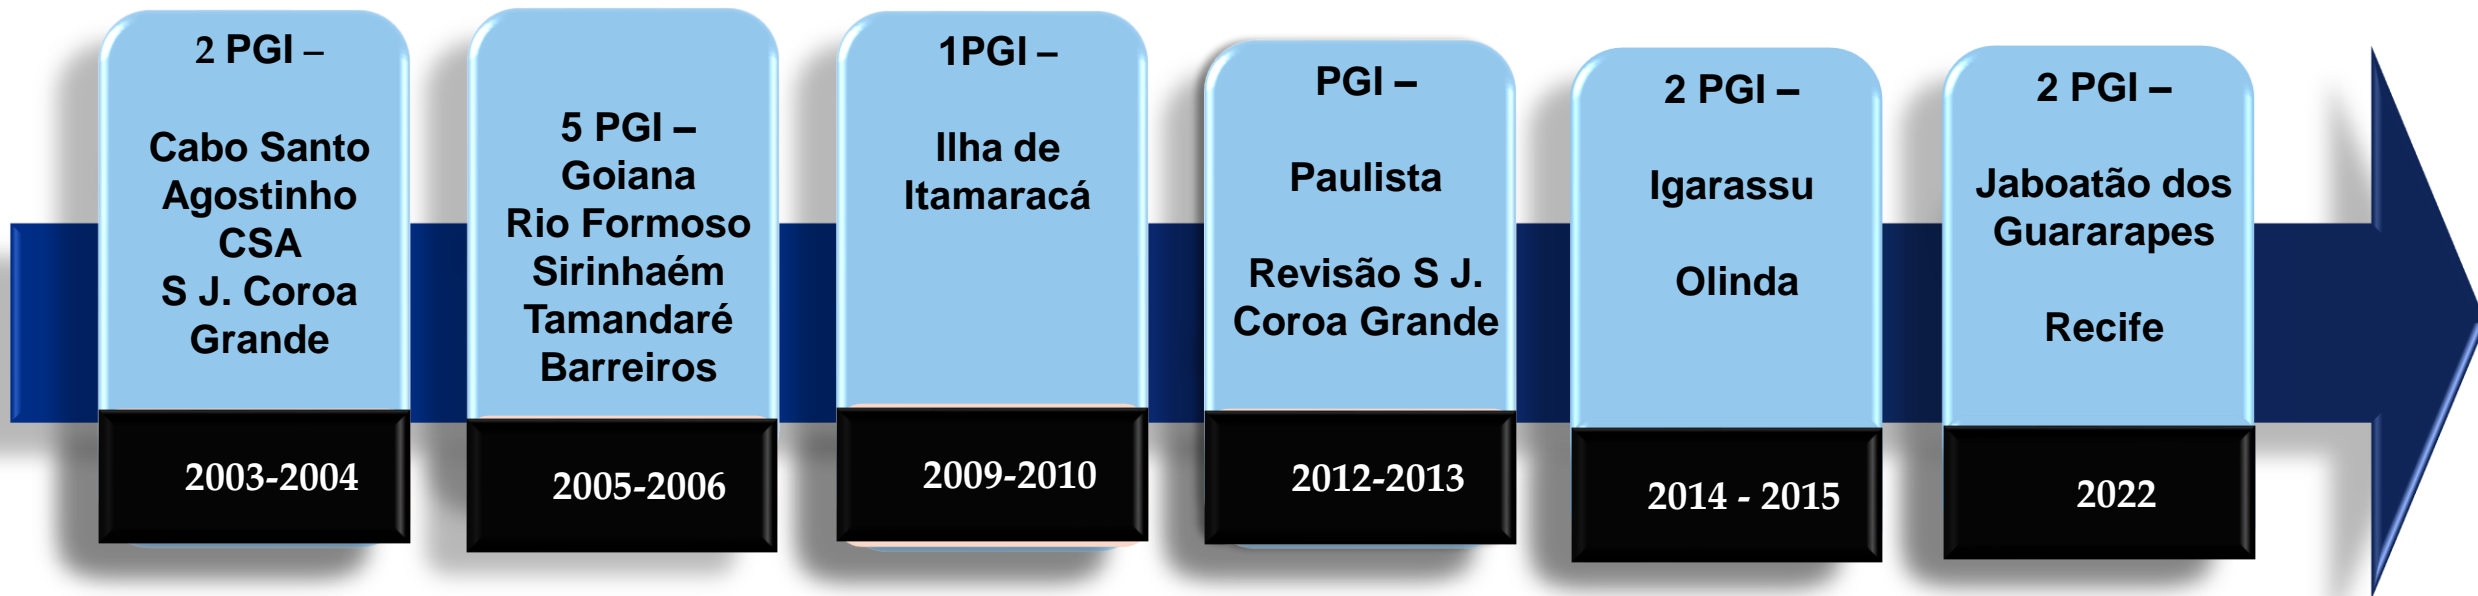 2 PGI –
Cabo Santo
Agostinho
CSA
S J. Coroa
Grande
2003-2004
5 PGI –
Goiana
Rio Formoso
Sirinhaém
Tamandaré
Barreiros
2005-2006
1PGI –
Ilha de
Itamaracá
2009-2010
PGI –
Paulista
Revisão S J.
Coroa Grande
2012-2013
2 PGI –
Igarassu
Olinda
2014 - 2015
2 PGI –
Jaboatão dos
Guararapes
Recife
2022